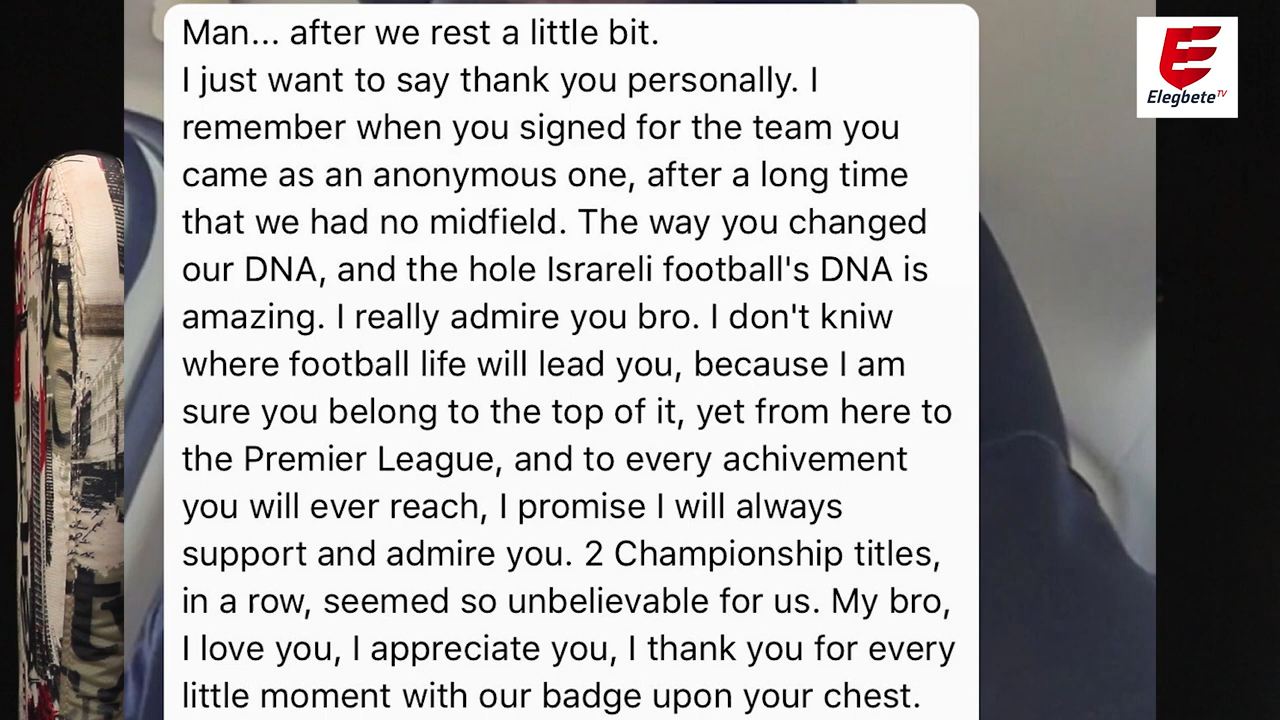 Man... after we rest a little bit.
I just want to say thank you personally. I
remember when you signed for the team you
came as an anonymous one, after a long time
that we had no midfield. The way you changed
our DNA, and the hole Israreli football's DNA is
amazing. I really admire you bro. I don't kniw
where football life will lead you, because I am
sure you belong to the top of it, yet from here to
the Premier League, and to every achivement
you will ever reach, I promise I will always
support and admire you. 2 Championship titles,
in a row, seemed so unbelievable for us. My bro,
I love you, I appreciate you, I thank you for every
little moment with our badge upon your chest.
Elegbete TV